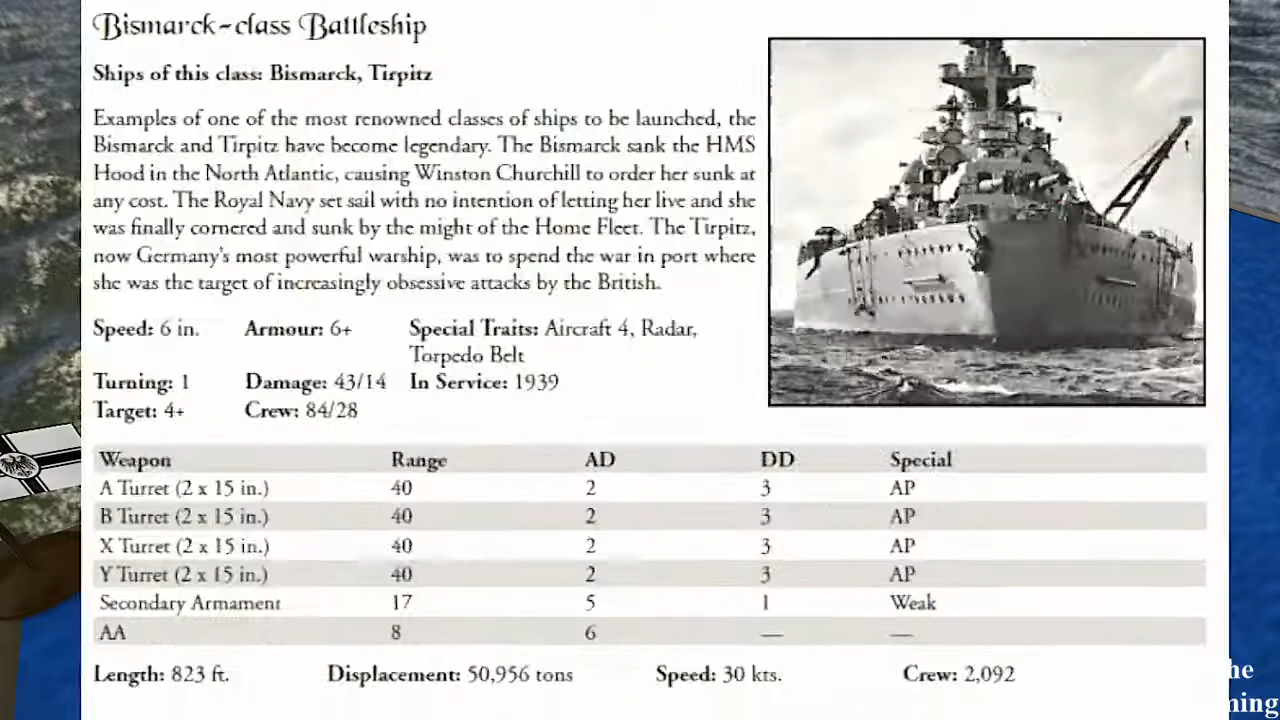 Bismarck-class Battleship
Ships of this class: Bismarck, Tirpitz
Examples of one of the most renowned classes of ships to be launched, the
Bismarck and Tirpitz have become legendary. The Bismarck sank the HMS
Hood in the North Atlantic, causing Winston Churchill to order her sunk at
any cost. The Royal Navy set sail with no intention of letting her live and she
was finally cornered and sunk by the might of the Home Fleet. The Tirpitz,
now Germany's most powerful warship, was to spend the war in port where
she was the target of increasingly obsessive attacks by the British.
Speed: 6 in. Armour: 6+ Special Traits: Aircraft 4, Radar,
Torpedo Belt
Turning: 1 Damage: 43/14 In Service: 1939
Target: 4+ Crew: 84/28
Weapon Range AD DD Special
A Turret (2 x 15 in.) 40 2 3 AP
B Turret (2 x 15 in.) 40 2 3 AP
X Turret (2 x 15 in.) 40 2 3 AP
Y Turret (2 x 15 in.) 40 2 3 AP
Secondary Armament 17 5 1 Weak
AA 8 6 — —
Length: 823 ft. Displacement: 50,956 tons Speed: 30 kts. Crew: 2,092